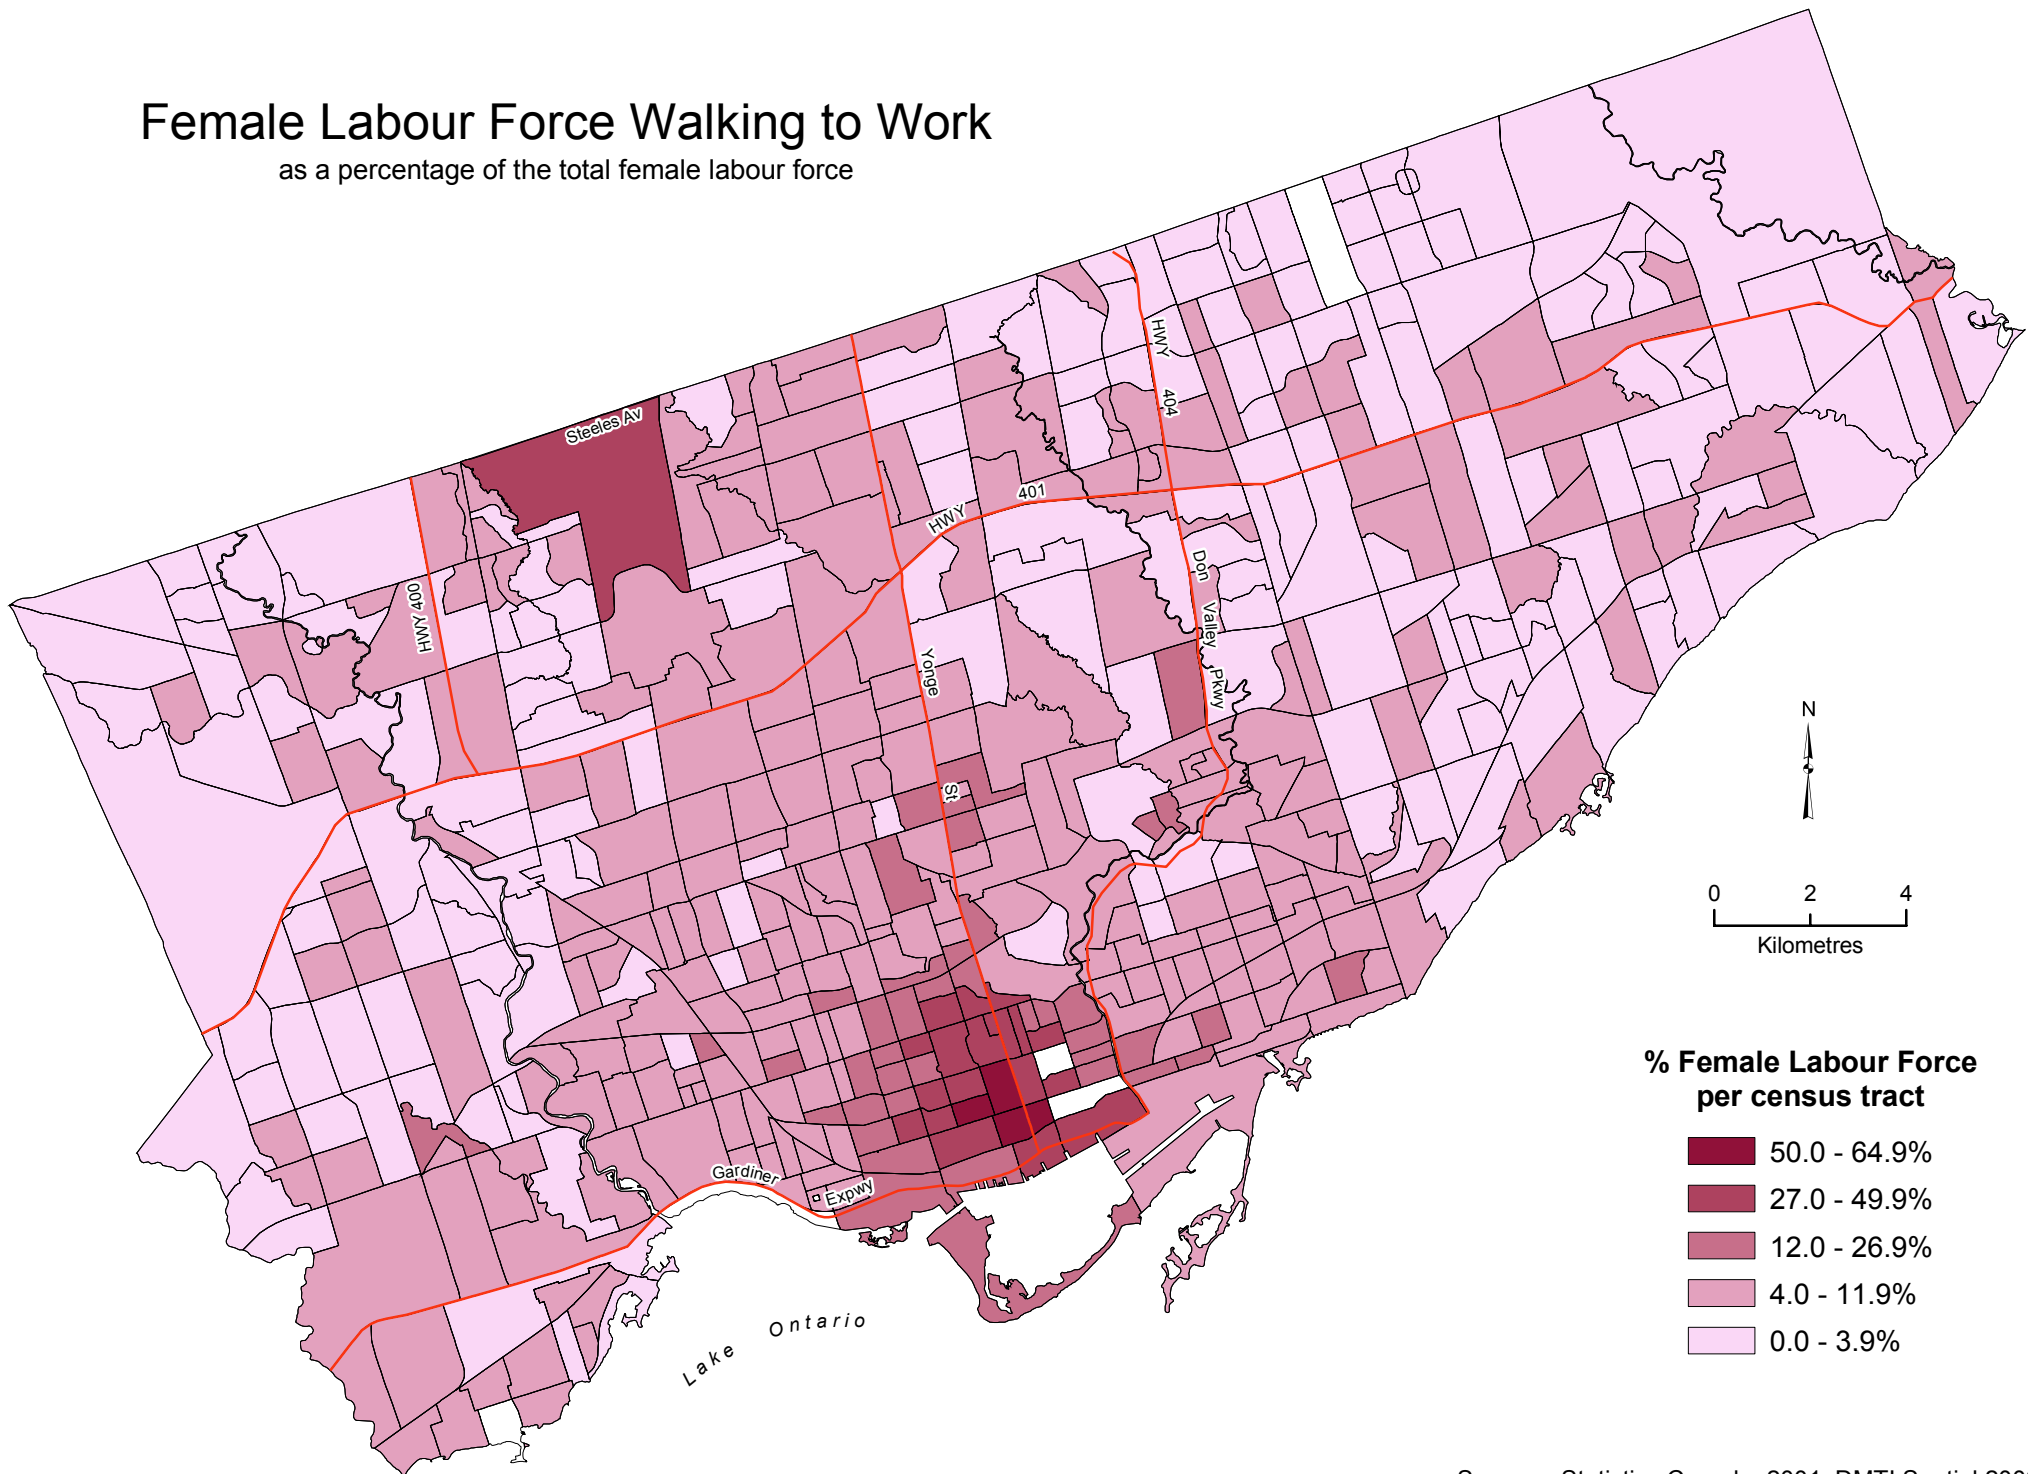 Female Labour Force Walking to Work
as a percentage of the total female labour force
Steeles Av
HWY
404
HWY
401
HWY 400
Don
Valley
Pkwy
Yonge
St
N
0 2 4
Kilometres
Gardiner
Expwy
Lake Ontario
% Female Labour Force
per census tract
50.0 - 64.9%
27.0 - 49.9%
12.0 - 26.9%
4.0 - 11.9%
0.0 - 3.9%